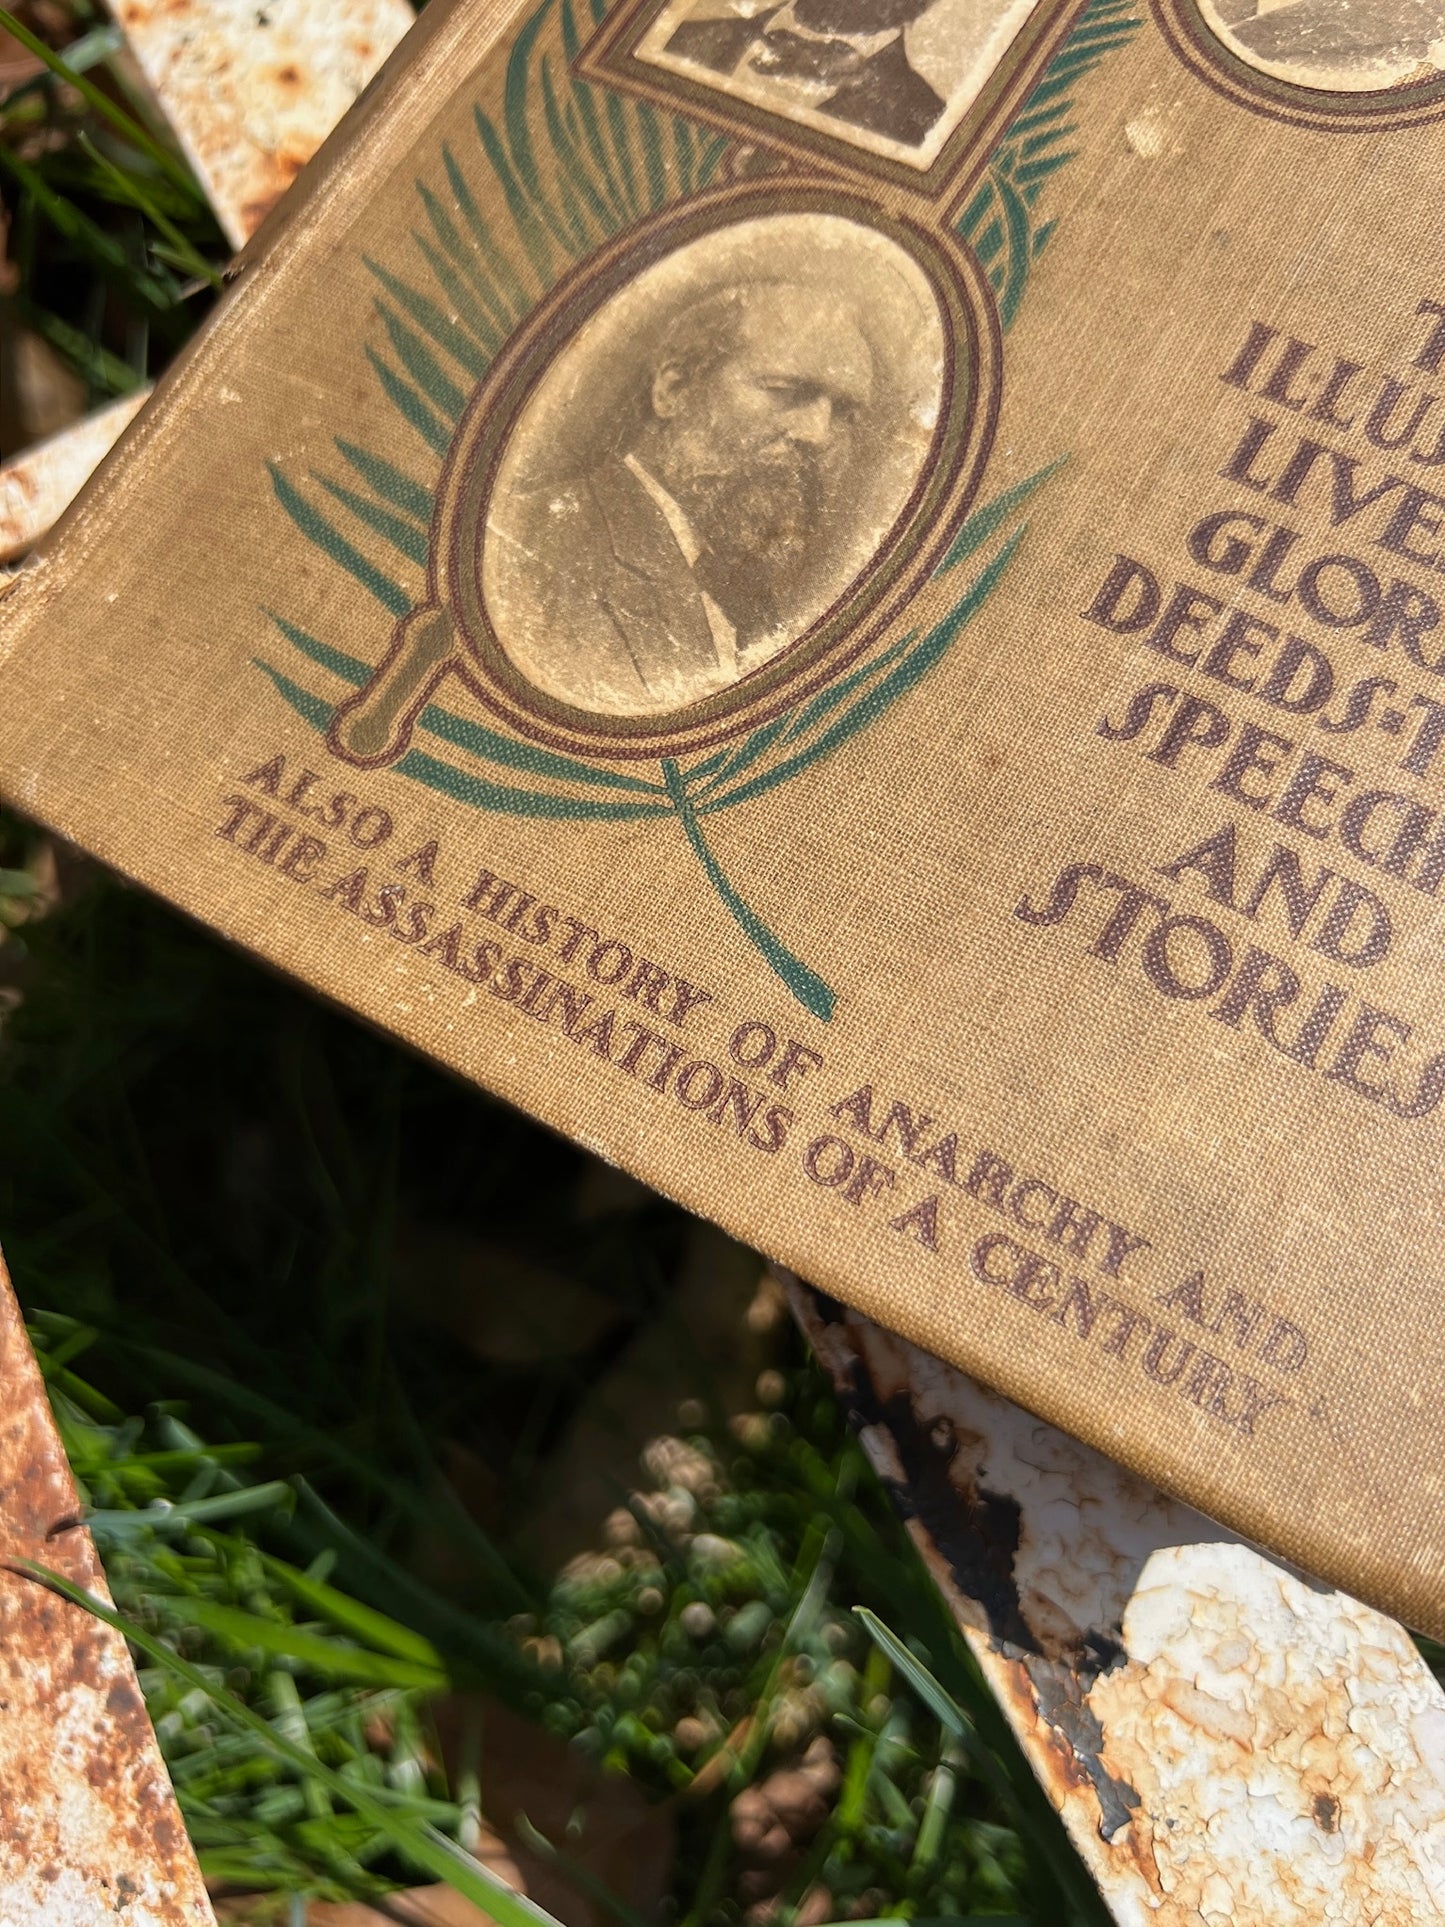 ILLUS
LIVE
GLOR
DEEDS·T
SPEECH
AND
STORIES
ALSO A HISTORY OF ANARCHY AND
THE ASSASSINATIONS OF A CENTURY